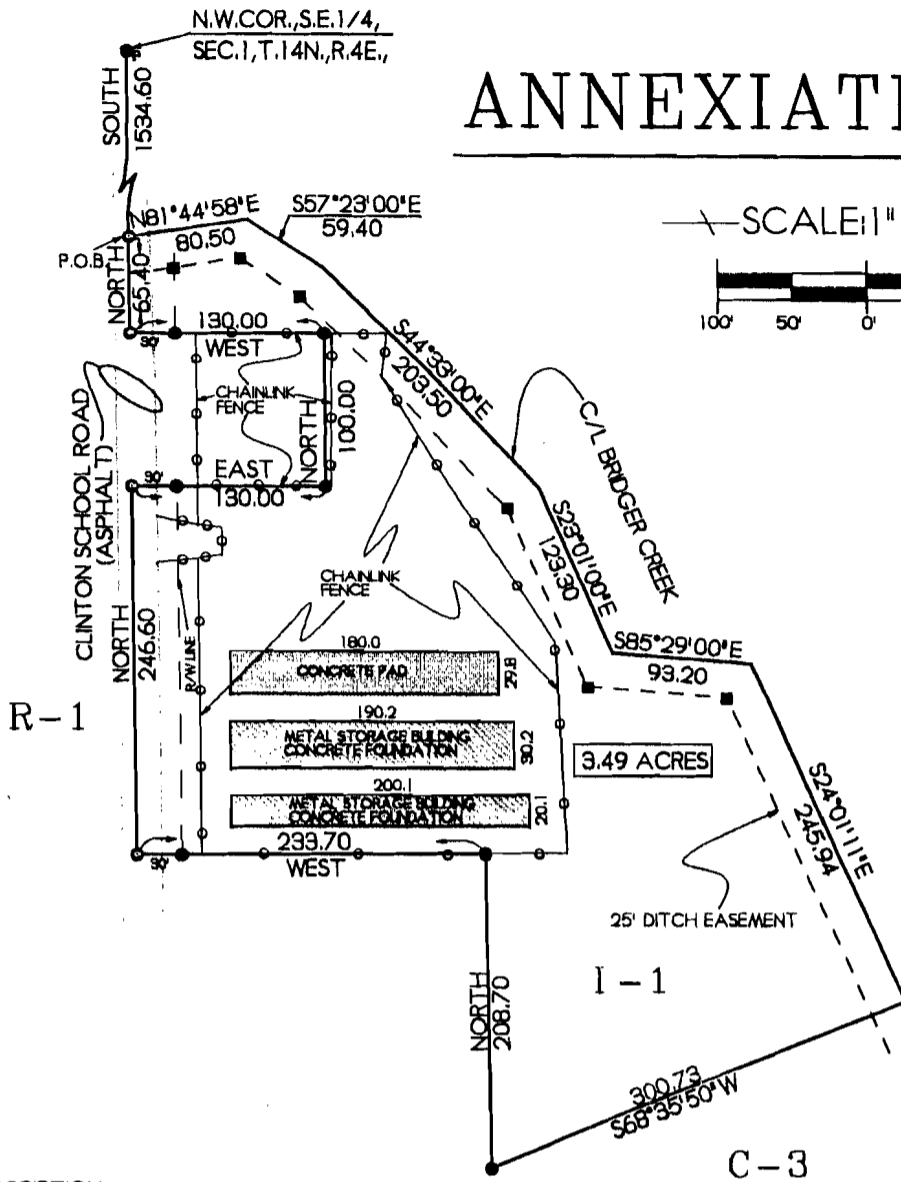 N.W.COR.,S.E.1/4,
SEC.1,T.14N.,R.4E.,
SOUTH
1534.60
ANNEXIATI
N81°44'58"E
80.50
S57°23'00"E
59.40
SCALE:1"
100' 50' 0'
P.O.B.
NORTH
65.40
30'
130.00
WEST
S44°33'00"E
203.50
CHAINLINK
FENCE
NORTH
100.00
C/L BRIDGER CREEK
CLINTON SCHOOL ROAD
(ASPHALT)
EAST
130.00
30'
S23°01'00"E
123.30
NORTH
246.60
CHAINLINK
FENCE
R/W LINE
S85°29'00"E
93.20
180.0
CONCRETE PAD
29.8
R-1
190.2
METAL STORAGE BUILDING
CONCRETE FOUNDATION
30.2
3.49 ACRES
200.1
METAL STORAGE BUILDING
CONCRETE FOUNDATION
20.1
S24°01'11"E
245.94
30'
233.70
WEST
25' DITCH EASEMENT
I-1
NORTH
208.70
300.73
S68°35'50"W
C-3